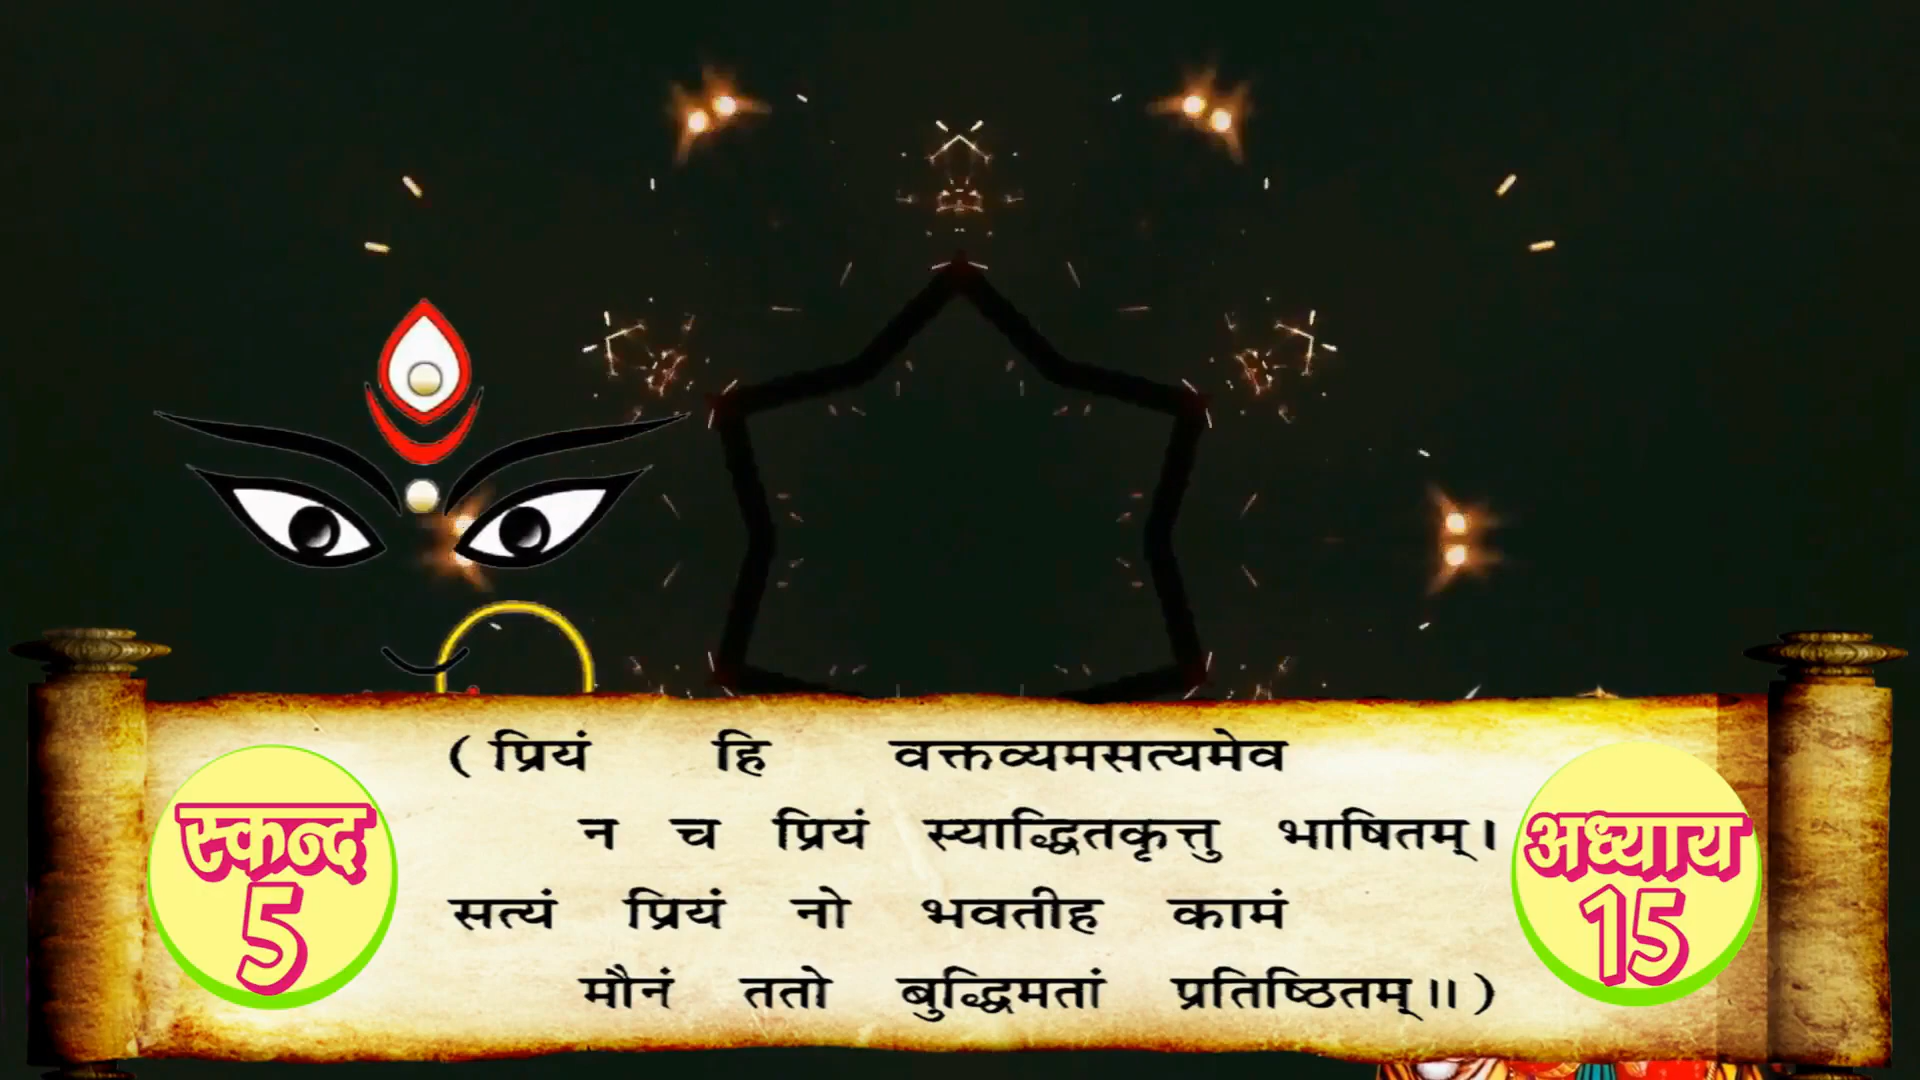 ( प्रियं हि वक्तव्यमसत्यमेव
न च प्रियं स्याद्धितकृत्तु भाषितम्।
सत्यं प्रियं नो भवतीह कामं
मौनं ततो बुद्धिमतां प्रतिष्ठितम्॥ )
स्कन्द
5
अध्याय
15